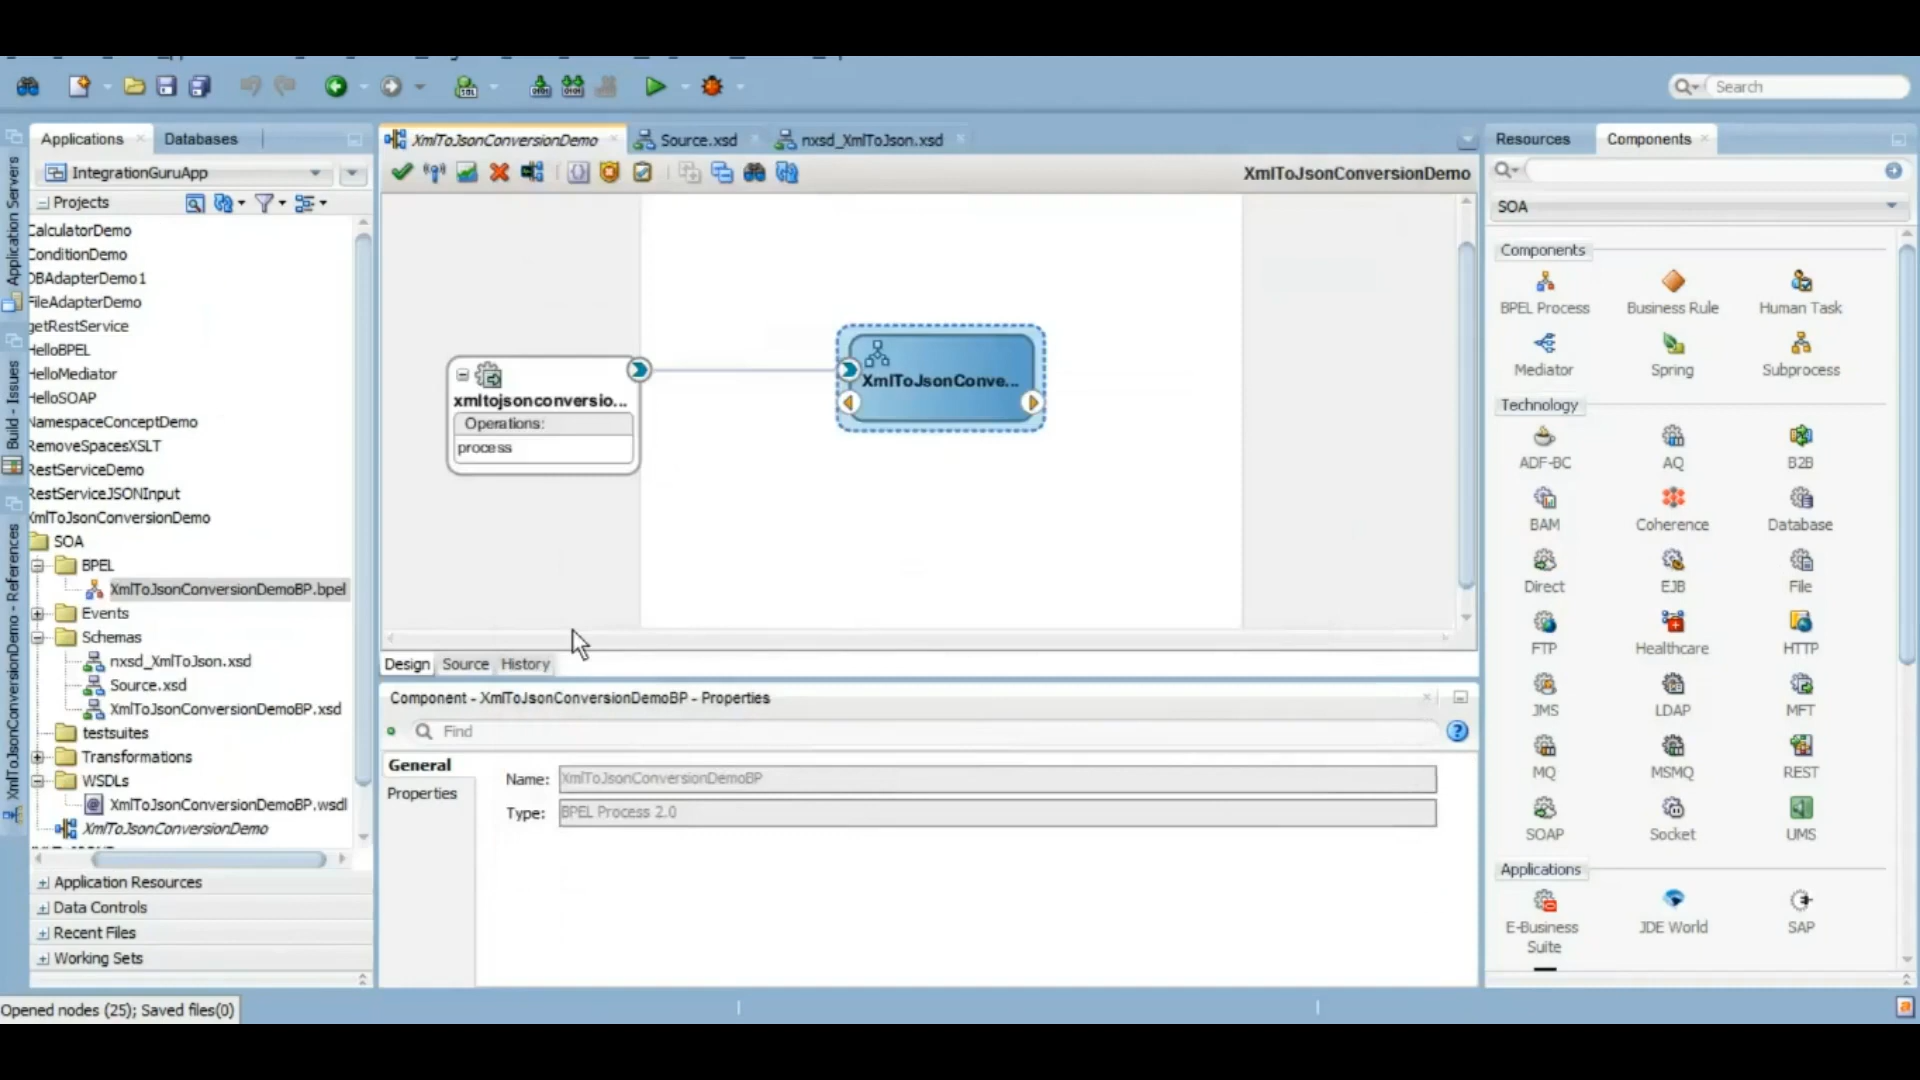 Search
Applications
Databases
XmlToJsonConversionDemo
Source.xsd
nxsd_XmlToJson.xsd
Resources
Components
IntegrationGuruApp
XmlToJsonConversionDemo
Projects
SOA
CalculatorDemo
ConditionDemo
DBAdapterDemo1
FileAdapterDemo
getRestService
HelloBPEL
HelloMediator
HelloSOAP
NamespaceConceptDemo
RemoveSpacesXSLT
RestServiceDemo
RestServiceJSONInput
XmlToJsonConversionDemo
SOA
BPEL
XmlToJsonConversionDemoBP.bpel
Events
Schemas
nxsd_XmlToJson.xsd
Source.xsd
XmlToJsonConversionDemoBP.xsd
testsuites
Transformations
WSDLs
XmlToJsonConversionDemoBP.wsdl
XmlToJsonConversionDemo
Application Resources
Data Controls
Recent Files
Working Sets
Application Servers
Build - Issues
XmlToJsonConversionDemo - References
xmltojsonconversio...
Operations:
process
XmlToJsonConve...
Design
Source
History
Component - XmlToJsonConversionDemoBP - Properties
Find
General
Properties
Name:
XmlToJsonConversionDemoBP
Type:
BPEL Process 2.0
Components
BPEL Process
Business Rule
Human Task
Mediator
Spring
Subprocess
Technology
ADF-BC
AQ
B2B
BAM
Coherence
Database
Direct
EJB
File
FTP
Healthcare
HTTP
JMS
LDAP
MFT
MQ
MSMQ
REST
SOAP
Socket
UMS
Applications
E-Business
Suite
JDE World
SAP
Opened nodes (25); Saved files(0)